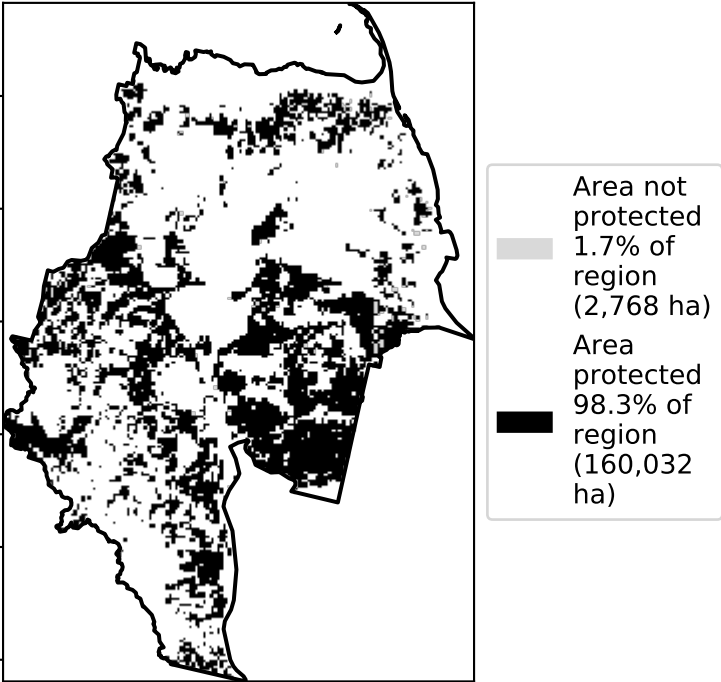 Area not
protected
1.7% of
region
(2,768 ha)
Area
protected
98.3% of
region
(160,032
ha)